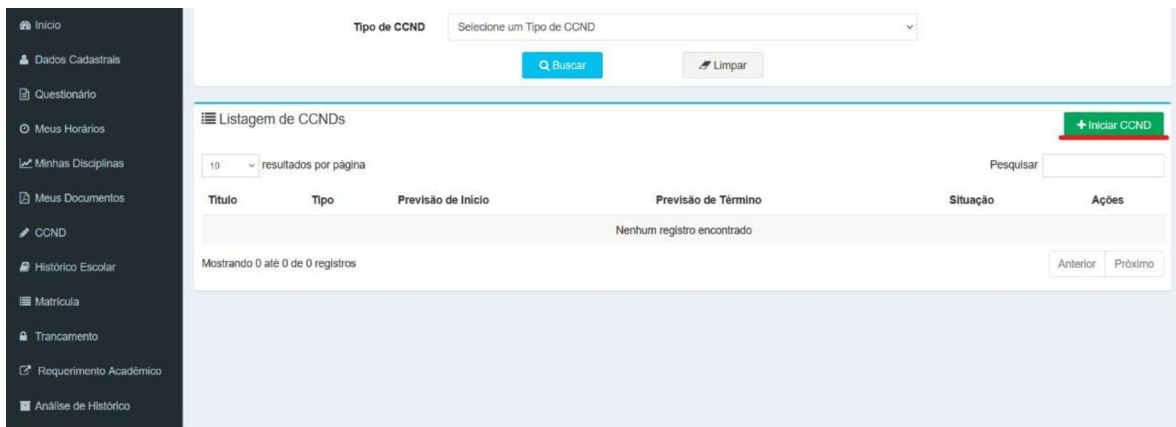 Início
Dados Cadastrais
Questionário
Meus Horários
Minhas Disciplinas
Meus Documentos
CCND
Histórico Escolar
Matrícula
Trancamento
Requerimento Acadêmico
Análise de Histórico
Tipo de CCND Selecione um Tipo de CCND
Buscar Limpar
Listagem de CCNDs
+ Iniciar CCND
10 resultados por página Pesquisar
Título Tipo Previsão de Início Previsão de Término Situação Ações
Nenhum registro encontrado
Mostrando 0 até 0 de 0 registros Anterior Próximo